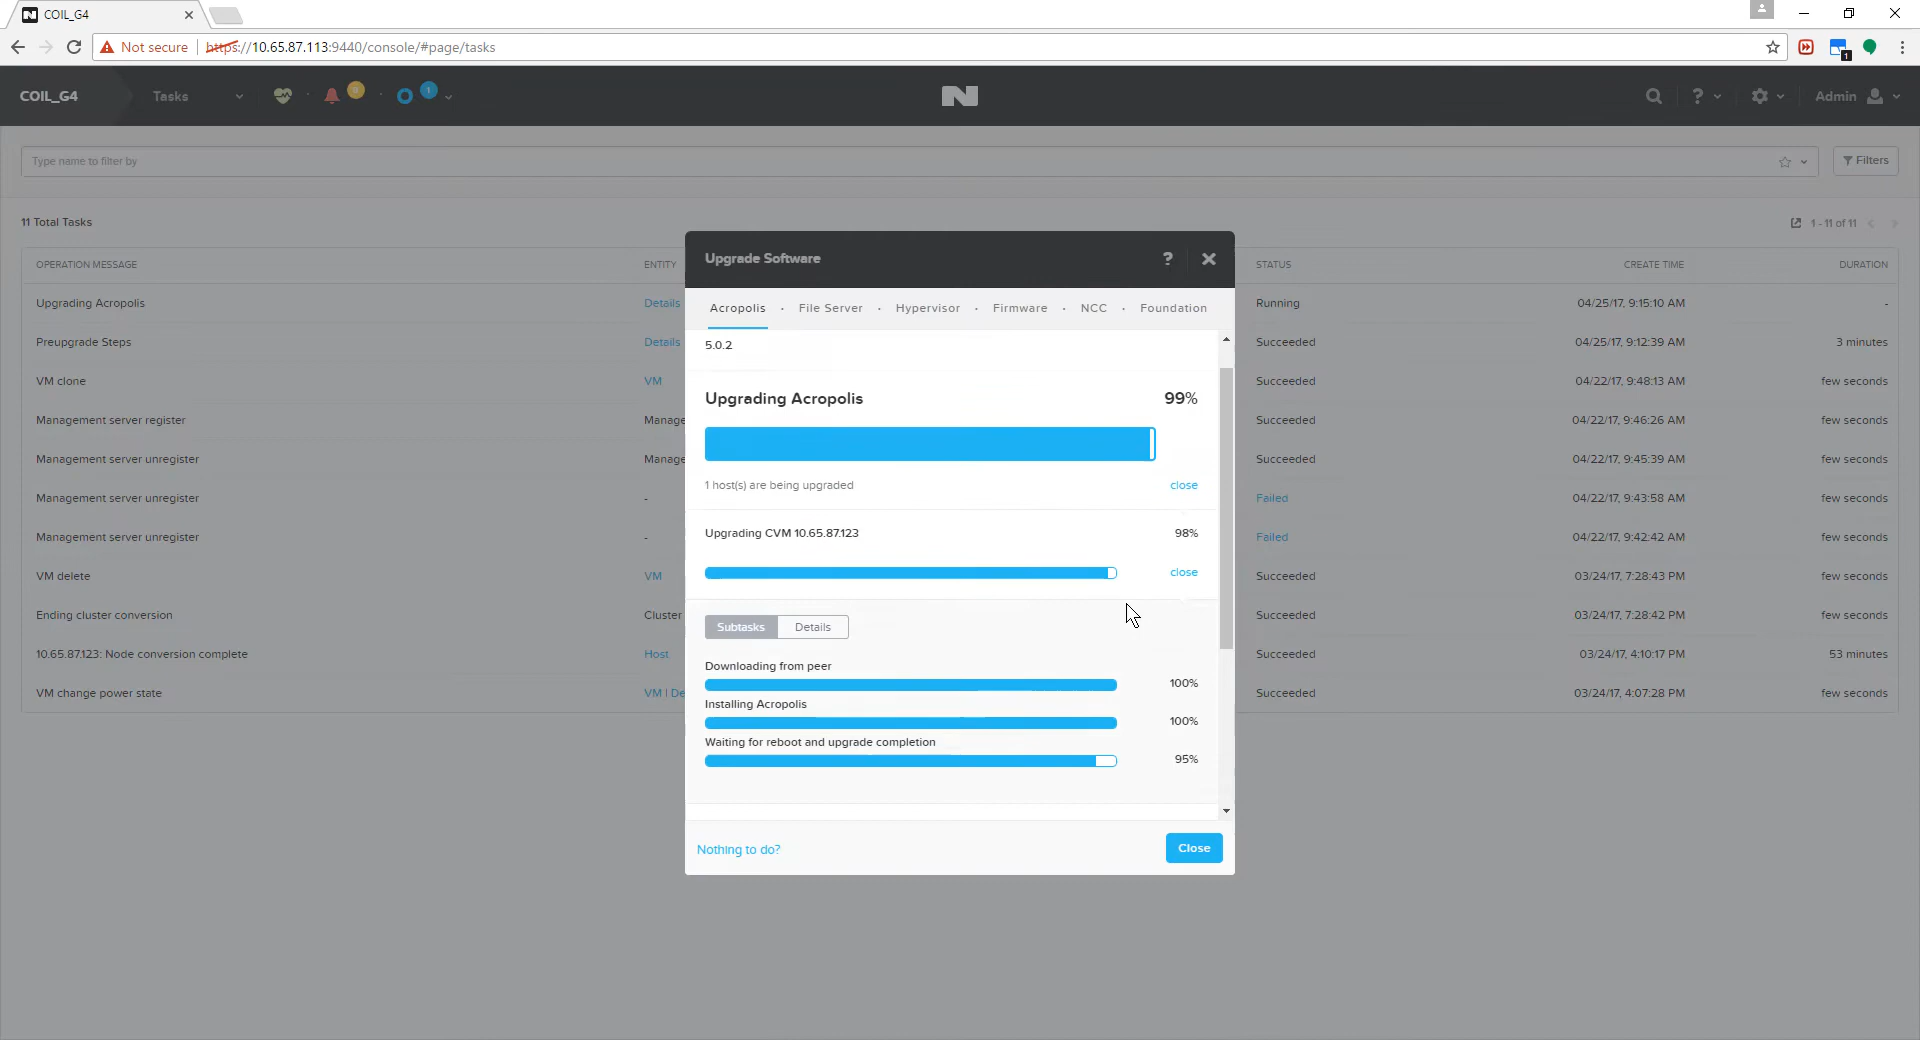 COIL_G4
Not secure
https://10.65.87.113:9440/console/#page/tasks
1
COIL_G4
Tasks
1
?
Admin
Type name to filter by
Filters
11 Total Tasks
1 - 11 of 11
OPERATION MESSAGE
ENTITY
STATUS
CREATE TIME
DURATION
Upgrading Acropolis
Details
Running
04/25/17, 9:15:10 AM
-
Preupgrade Steps
Details
Succeeded
04/25/17, 9:12:39 AM
3 minutes
VM clone
VM
Succeeded
04/22/17, 9:48:13 AM
few seconds
Management server register
Manage
Succeeded
04/22/17, 9:46:26 AM
few seconds
Management server unregister
Manage
Succeeded
04/22/17, 9:45:39 AM
few seconds
Management server unregister
-
Failed
04/22/17, 9:43:58 AM
few seconds
Management server unregister
-
Failed
04/22/17, 9:42:42 AM
few seconds
VM delete
VM
Succeeded
03/24/17, 7:28:43 PM
few seconds
Ending cluster conversion
Cluster
Succeeded
03/24/17, 7:28:42 PM
few seconds
10.65.87.123: Node conversion complete
Host
Succeeded
03/24/17, 4:10:17 PM
53 minutes
VM change power state
VM | De
Succeeded
03/24/17, 4:07:28 PM
few seconds
Upgrade Software
?
Acropolis · File Server · Hypervisor · Firmware · NCC · Foundation
5.0.2
Upgrading Acropolis
99%
1 host(s) are being upgraded
close
Upgrading CVM 10.65.87.123
98%
close
Subtasks
Details
Downloading from peer
100%
Installing Acropolis
100%
Waiting for reboot and upgrade completion
95%
Nothing to do?
Close